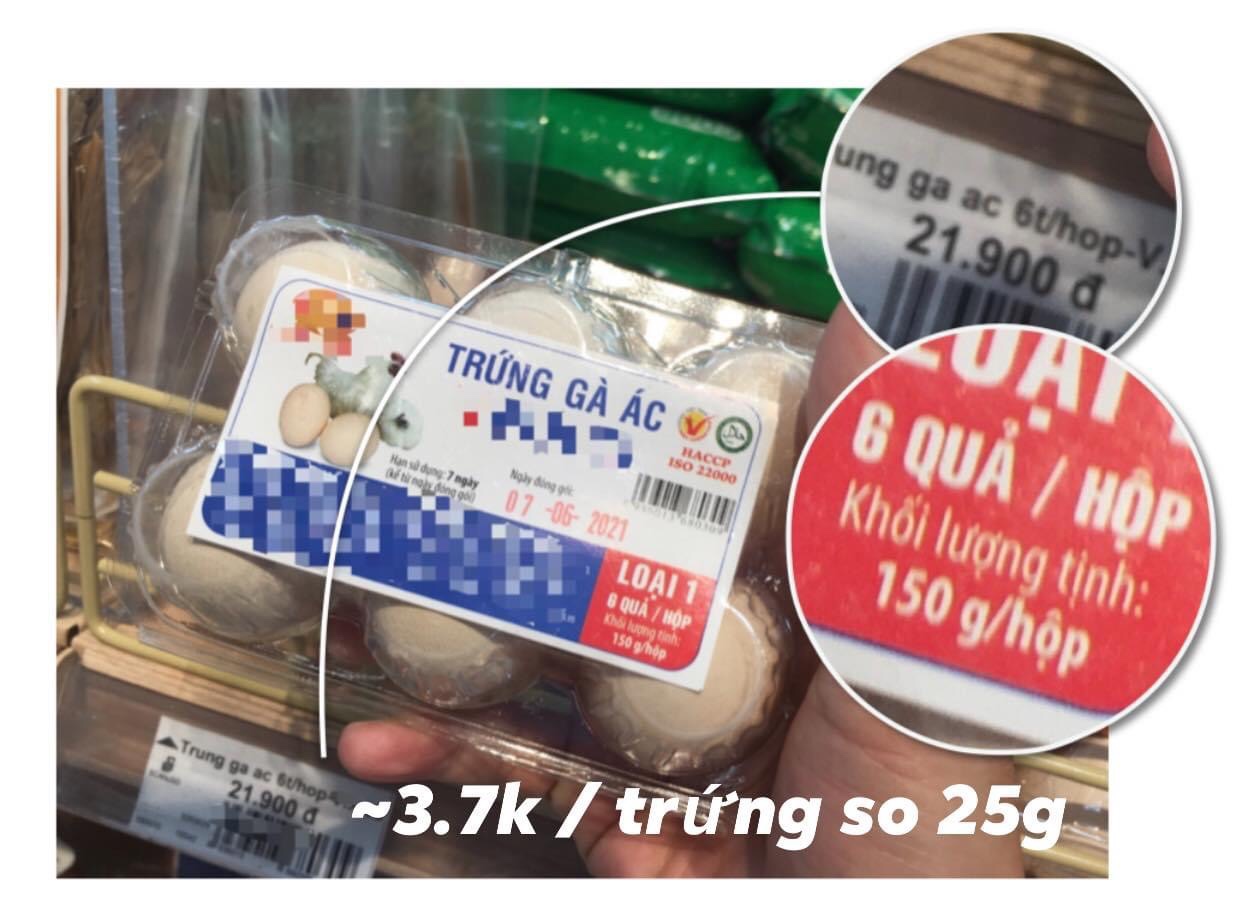 ung ga ac 6t/hop-V
21.900 đ
TRỨNG GÀ ÁC
HACCP
ISO 22000
Hạn sử dụng: 7 ngày
(kể từ ngày đóng gói)
Ngày đóng gói:
07 -06- 2021
LOẠI 1
6 QUẢ / HỘP
Khối lượng tịnh:
150 g/hộp
LOẠI
6 QUẢ / HỘP
Khối lượng tịnh:
150 g/hộp
Trung ga ac 6t/hop-
21.900 đ
~3.7k / trứng so 25g